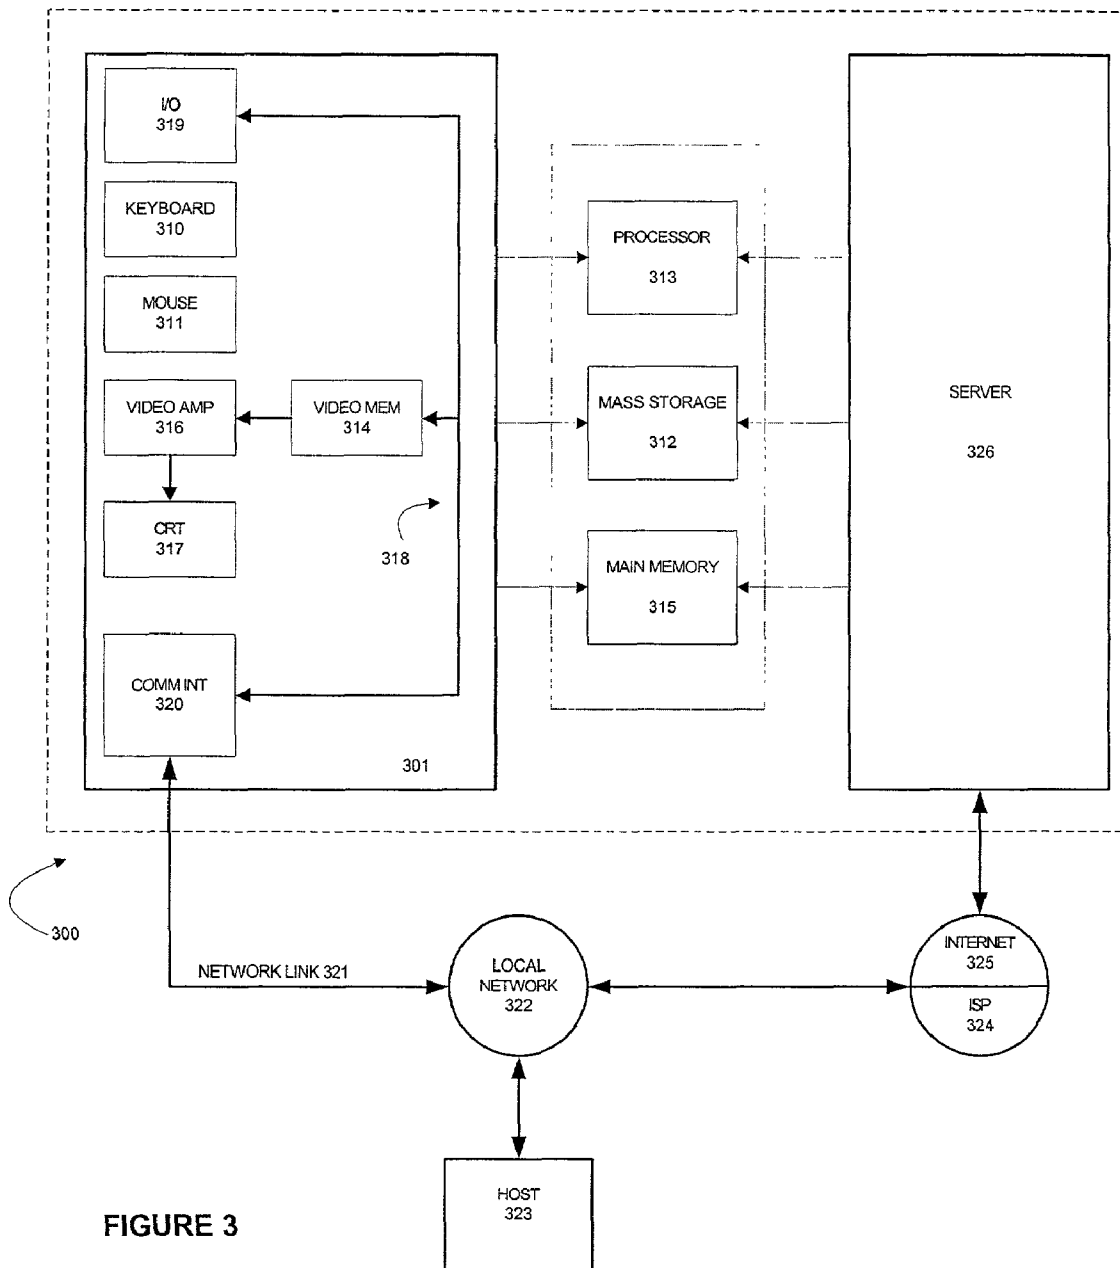 I/O
319
KEYBOARD
310
MOUSE
311
VIDEO AMP
316
VIDEO MEM
314
CRT
317
318
COMM INT
320
301
PROCESSOR
313
MASS STORAGE
312
MAIN MEMORY
315
SERVER
326
300
NETWORK LINK 321
LOCAL
NETWORK
322
INTERNET
325
ISP
324
HOST
323
FIGURE 3